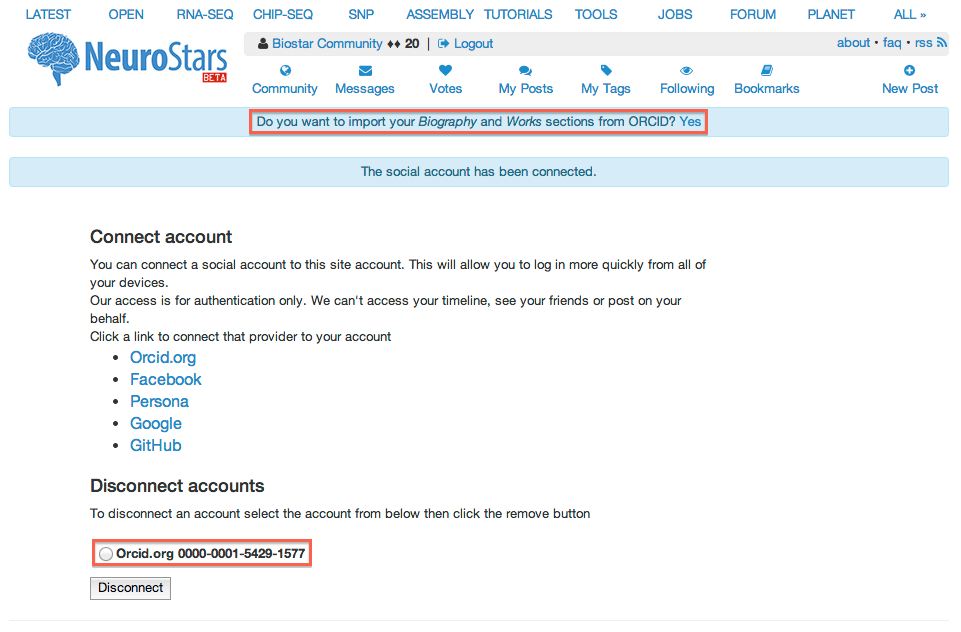 LATEST OPEN RNA-SEQ CHIP-SEQ SNP ASSEMBLY TUTORIALS TOOLS JOBS FORUM PLANET ALL »
NeuroStars
BETA
Biostar Community ♦♦ 20 | Logout
about • faq • rss
Community Messages Votes My Posts My Tags Following Bookmarks New Post
Do you want to import your Biography and Works sections from ORCID? Yes
The social account has been connected.
Connect account
You can connect a social account to this site account. This will allow you to log in more quickly from all of
your devices.
Our access is for authentication only. We can't access your timeline, see your friends or post on your
behalf.
Click a link to connect that provider to your account
• Orcid.org
• Facebook
• Persona
• Google
• GitHub
Disconnect accounts
To disconnect an account select the account from below then click the remove button
Orcid.org 0000-0001-5429-1577
Disconnect